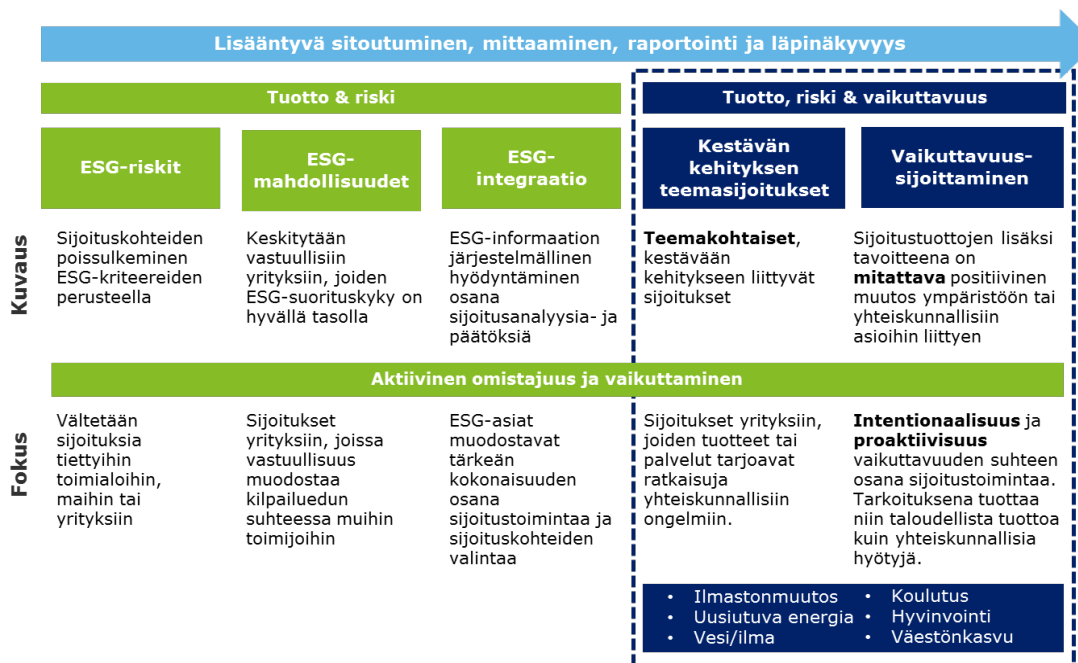 Lisääntyvä sitoutuminen, mittaaminen, raportointi ja läpinäkyvyys
Tuotto & riski
Tuotto, riski & vaikuttavuus
ESG-riskit
ESG-
mahdollisuudet
ESG-
integraatio
Kestävän
kehityksen
teemasijoitukset
Vaikuttavuus-
sijoittaminen
Kuvaus
Sijoituskohteiden
poissulkeminen
ESG-kriteereiden
perusteella
Keskitytään
vastuullisiin
yrityksiin, joiden
ESG-suorituskyky on
hyvällä tasolla
ESG-informaation
järjestelmällinen
hyödyntäminen
osana
sijoitusanalyysia- ja
päätöksiä
Teemakohtaiset,
kestävään
kehitykseen liittyvät
sijoitukset
Sijoitustuottojen lisäksi
tavoitteena on
mitattava positiivinen
muutos ympäristöön tai
yhteiskunnallisiin
asioihin liittyen
Aktiivinen omistajuus ja vaikuttaminen
Fokus
Vältetään
sijoituksia
tiettyihin
toimialoihin,
maihin tai
yrityksiin
Sijoitukset
yrityksiin, joissa
vastuullisuus
muodostaa
kilpailuedun
suhteessa muihin
toimijoihin
ESG-asiat
muodostavat
tärkeän
kokonaisuuden
osana
sijoitustoimintaa ja
sijoituskohteiden
valintaa
Sijoitukset yrityksiin,
joiden tuotteet tai
palvelut tarjoavat
ratkaisuja
yhteiskunnallisiin
ongelmiin.
Intentionaalisuus ja
proaktiivisuus
vaikuttavuuden suhteen
osana sijoitustoimintaa.
Tarkoituksena tuottaa
niin taloudellista tuottoa
kuin yhteiskunnallisia
hyötyjä.
• Ilmastonmuutos
• Uusiutuva energia
• Vesi/ilma
• Koulutus
• Hyvinvointi
• Väestönkasvu